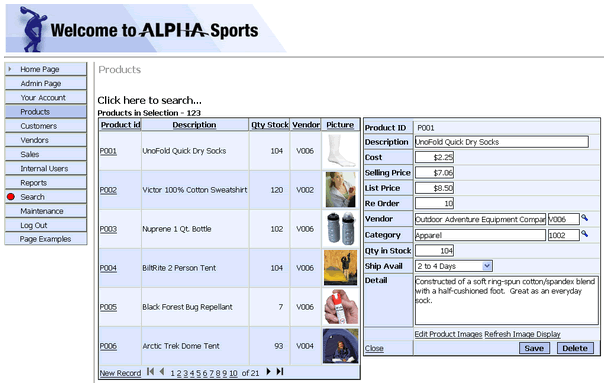 Welcome to ALPHA Sports
Home Page
Admin Page
Your Account
Products
Customers
Vendors
Sales
Internal Users
Reports
Search
Maintenance
Log Out
Page Examples
Products
Click here to search...
Products in Selection - 123
Product id Description Qty Stock Vendor Picture
P001 UnoFold Quick Dry Socks 104 V006
P002 Victor 100% Cotton Sweatshirt 120 V002
P003 Nuprene 1 Qt. Bottle 102 V006
P004 BiltRite 2 Person Tent 104 V006
P005 Black Forest Bug Repellant 7 V006
P006 Arctic Trek Dome Tent 93 V004
New Record 1 2 3 4 5 6 7 8 9 10 of 21
Product ID P001
Description UnoFold Quick Dry Socks
Cost $2.25
Selling Price $7.06
List Price $8.50
Re Order 10
Vendor Outdoor Adventure Equipment Compar V006
Category Apparel 1002
Qty in Stock 104
Ship Avail 2 to 4 Days
Detail Constructed of a soft ring-spun cotton/spandex blend
with a half-cushioned foot. Great as an everyday
sock.
Edit Product Images Refresh Image Display
Close Save Delete